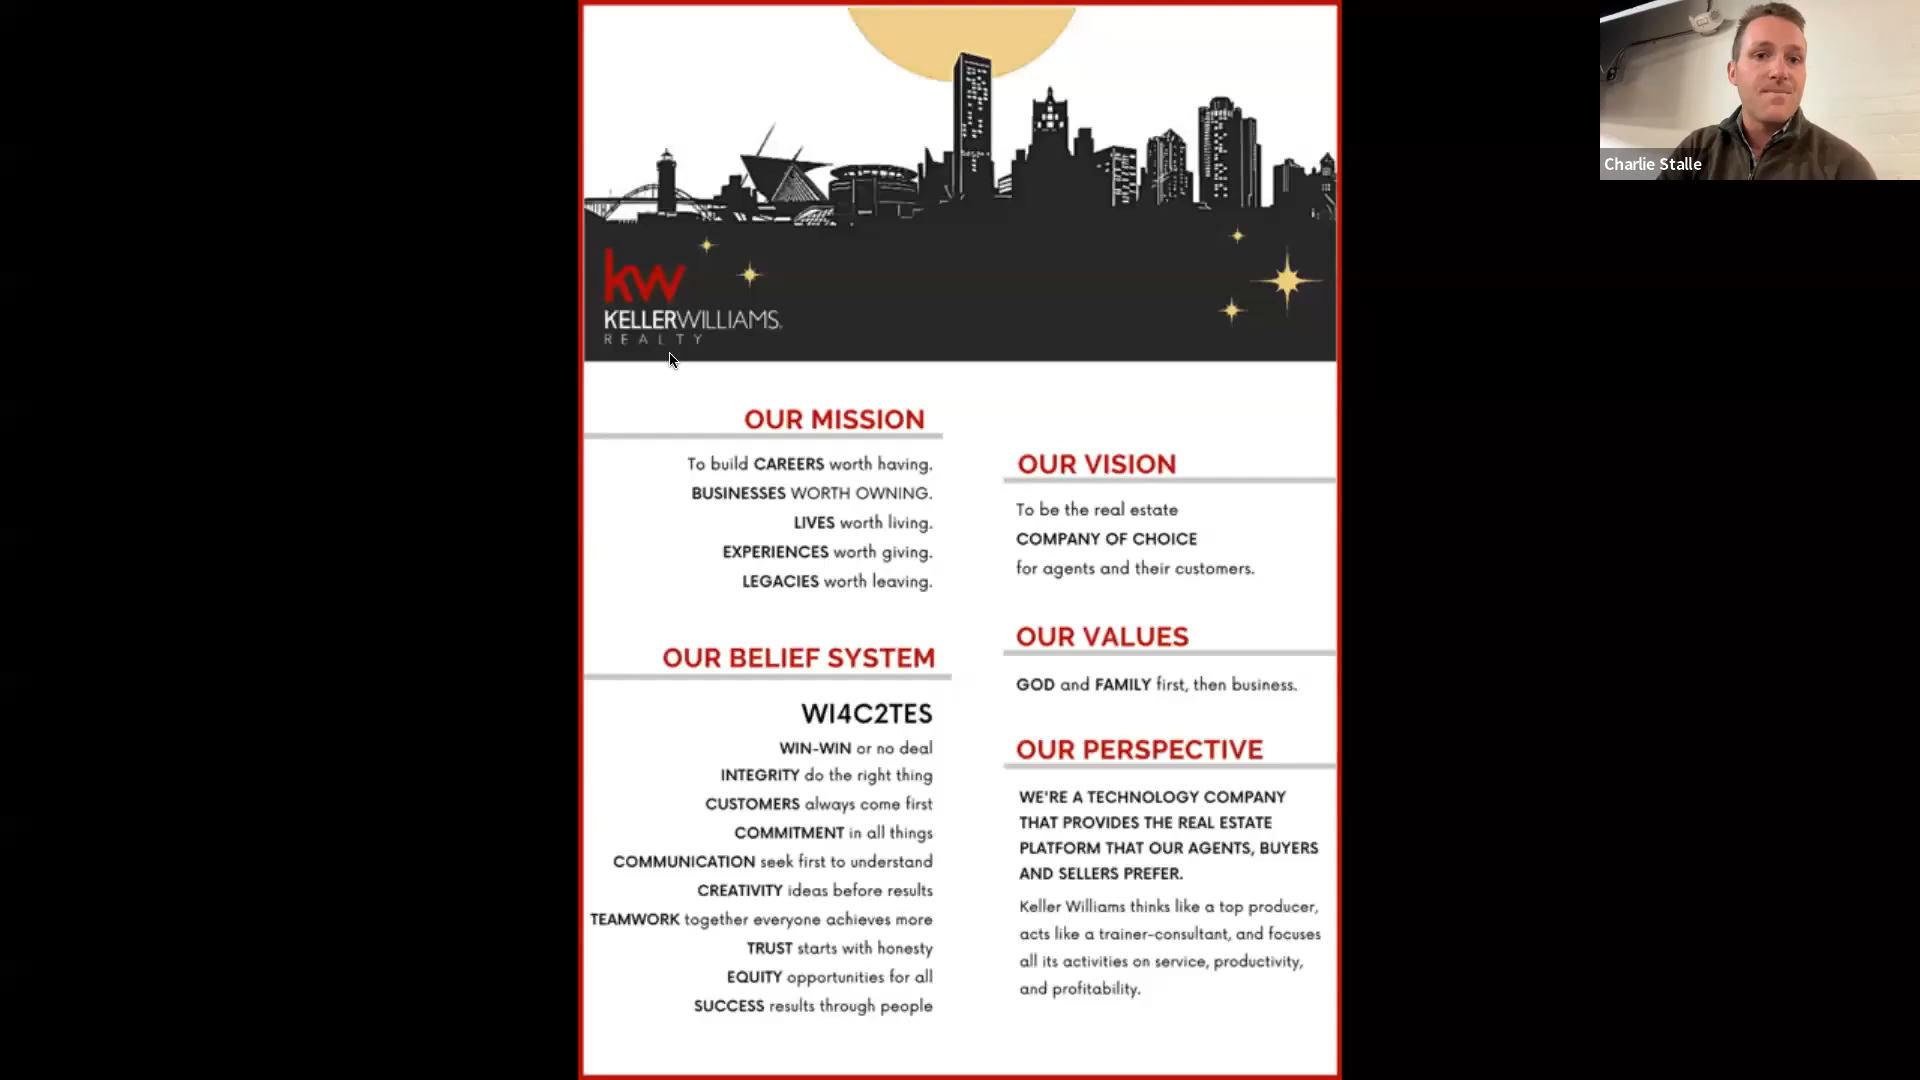 kw
KELLERWILLIAMS.
REALTY
OUR MISSION
To build CAREERS worth having.
BUSINESSES WORTH OWNING.
LIVES worth living.
EXPERIENCES worth giving.
LEGACIES worth leaving.
OUR BELIEF SYSTEM
WI4C2TES
WIN-WIN or no deal
INTEGRITY do the right thing
CUSTOMERS always come first
COMMITMENT in all things
COMMUNICATION seek first to understand
CREATIVITY ideas before results
TEAMWORK together everyone achieves more
TRUST starts with honesty
EQUITY opportunities for all
SUCCESS results through people
OUR VISION
To be the real estate
COMPANY OF CHOICE
for agents and their customers.
OUR VALUES
GOD and FAMILY first, then business.
OUR PERSPECTIVE
WE'RE A TECHNOLOGY COMPANY
THAT PROVIDES THE REAL ESTATE
PLATFORM THAT OUR AGENTS, BUYERS
AND SELLERS PREFER.
Keller Williams thinks like a top producer,
acts like a trainer-consultant, and focuses
all its activities on service, productivity,
and profitability.
Charlie Stalle